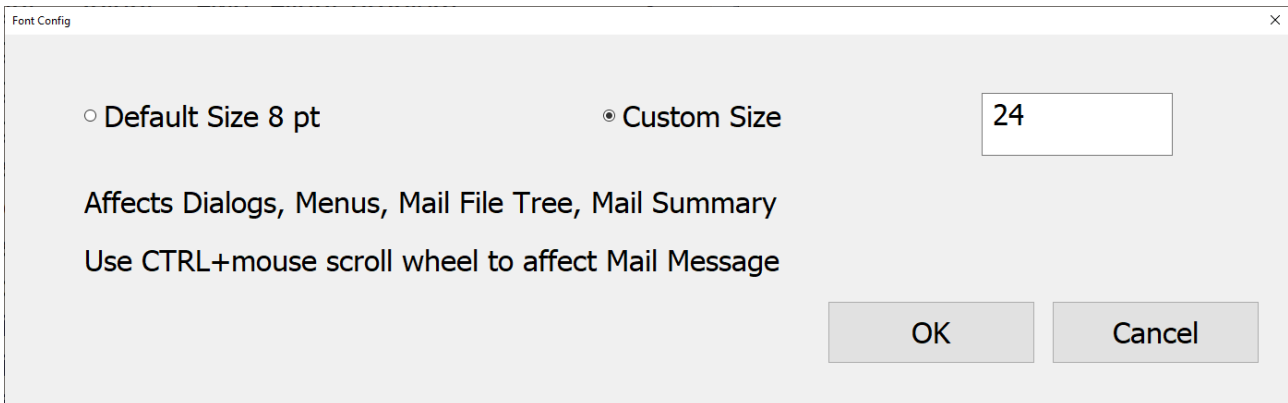 Font Config
Default Size 8 pt
Custom Size
24
Affects Dialogs, Menus, Mail File Tree, Mail Summary
Use CTRL+mouse scroll wheel to affect Mail Message
OK
Cancel